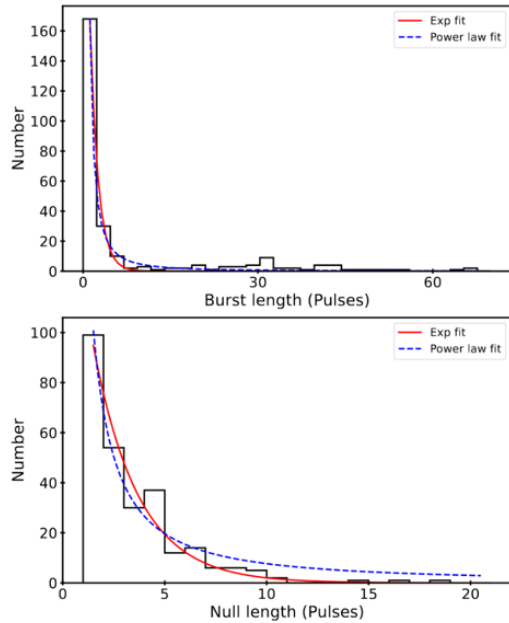 Exp fit
Power law fit
160
140
120
100
80
60
40
20
0
Number
0 30 60
Burst length (Pulses)
Exp fit
Power law fit
100
80
60
40
20
0
Number
0 5 10 15 20
Null length (Pulses)